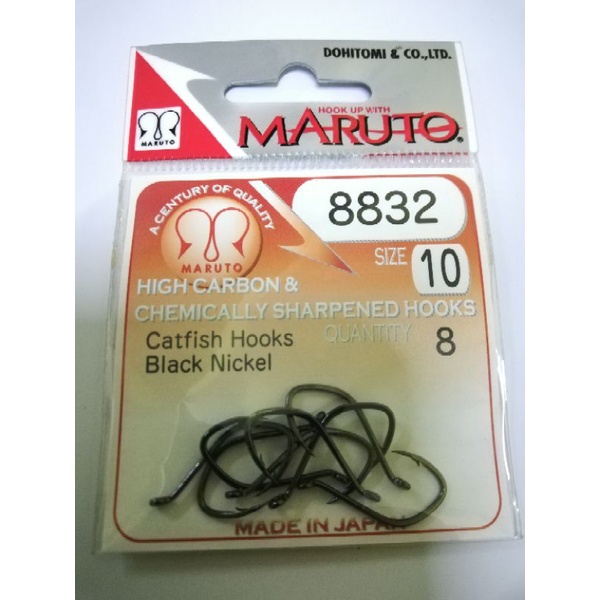 DOHITOMI & CO.,LTD.
HOOK UP WITH
MARUTO®
MARUTO
A CENTURY OF QUALITY
MARUTO
8832
SIZE 10
HIGH CARBON &
CHEMICALLY SHARPENED HOOKS
QUANTITY 8
Catfish Hooks
Black Nickel
MADE IN JAPAN